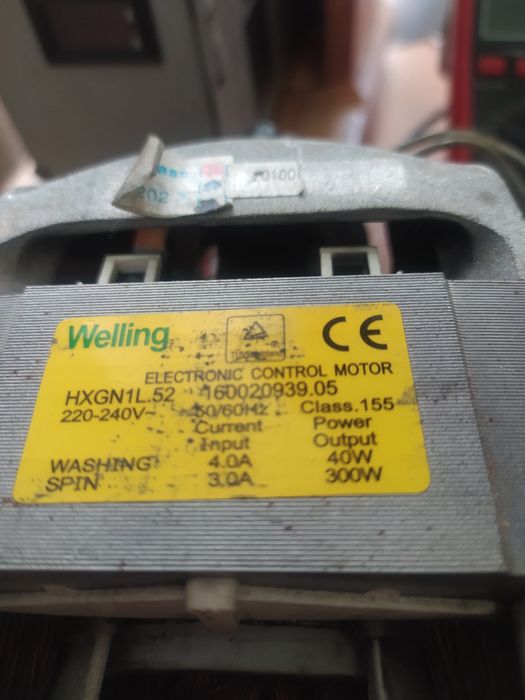 0100
Welling
CE
ELECTRONIC CONTROL MOTOR
HXGN1L.52 160020939.05
220-240V~ 50/60Hz Class.155
Current Power
Input Output
WASHING 4.0A 40W
SPIN 3.0A 300W